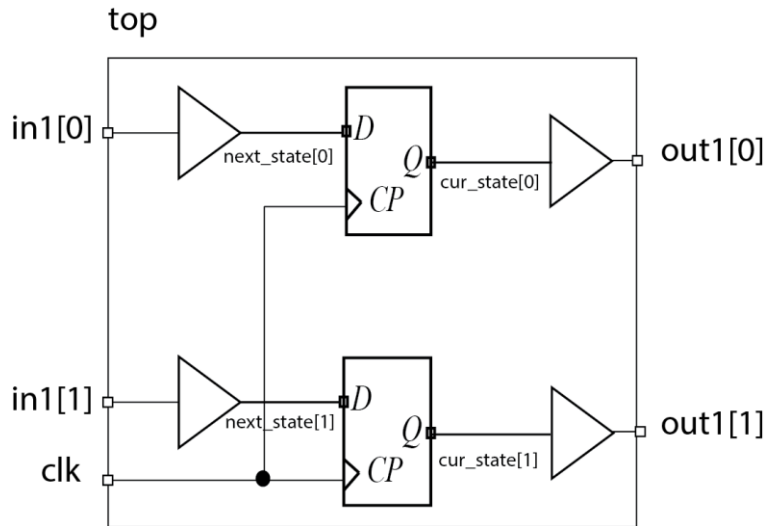 top
in1[0]
D
next_state[0]
Q
cur_state[0]
out1[0]
CP
in1[1]
D
next_state[1]
Q
cur_state[1]
out1[1]
clk
CP